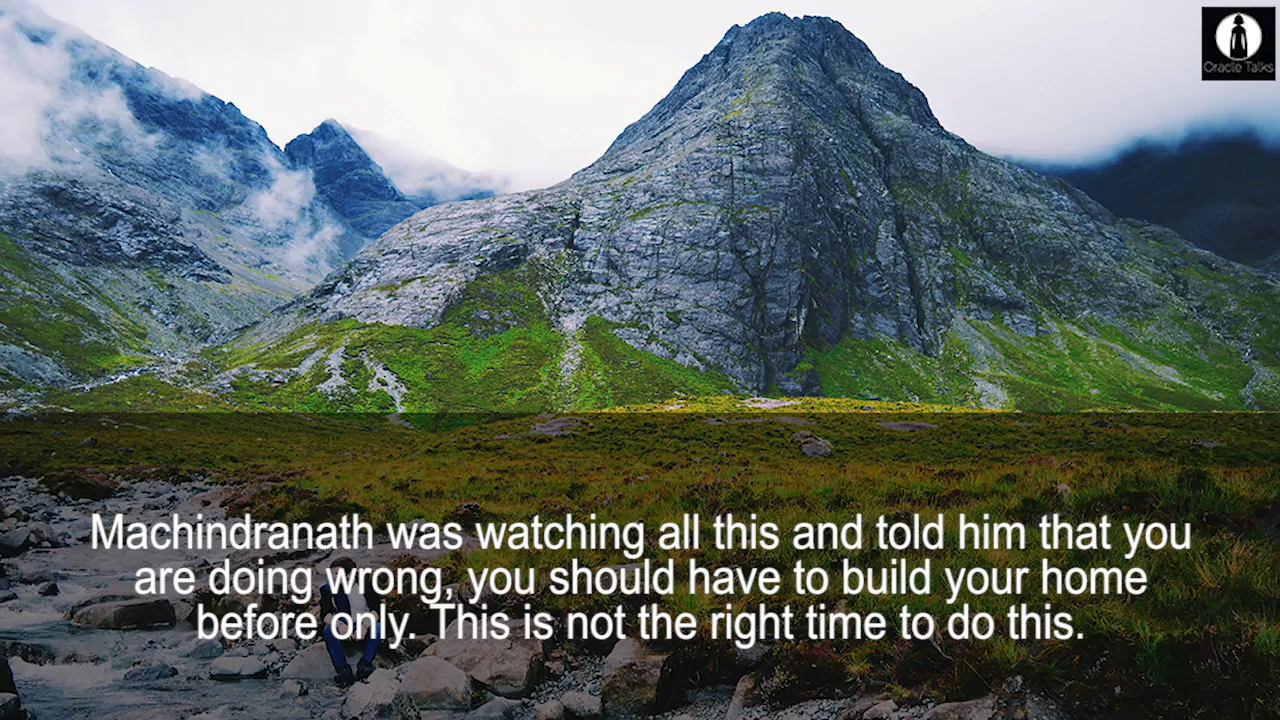 Oracle Talks
Machindranath was watching all this and told him that you
are doing wrong, you should have to build your home
before only. This is not the right time to do this.